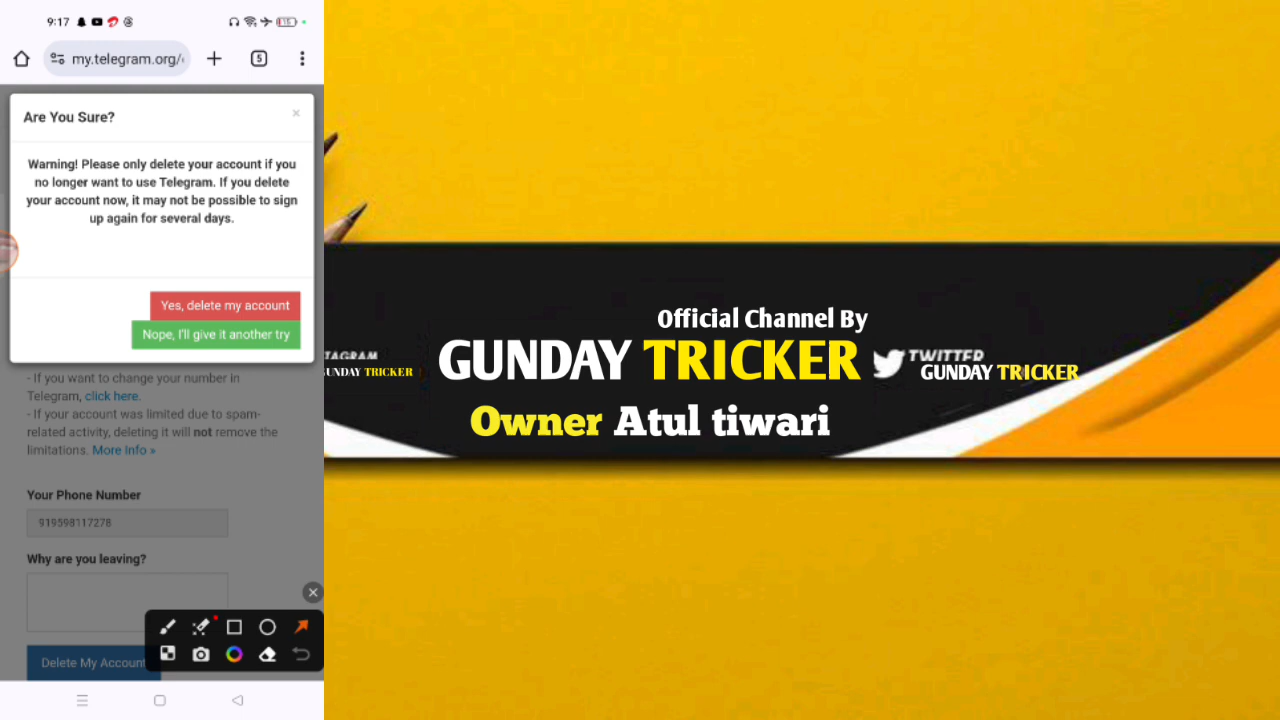 9:17
15
my.telegram.org/
5
Are You Sure?
×
Warning! Please only delete your account if you
no longer want to use Telegram. If you delete
your account now, it may not be possible to sign
up again for several days.
Yes, delete my account
Nope, I'll give it another try
- If you want to change your number in
Telegram, click here.
- If your account was limited due to spam-
related activity, deleting it will not remove the
limitations. More Info »
Your Phone Number
919598117278
Why are you leaving?
Delete My Account
Official Channel By
GUNDAY TRICKER
TAGRAM
UNDAY TRICKER
TWITTER
GUNDAY TRICKER
Owner Atul tiwari